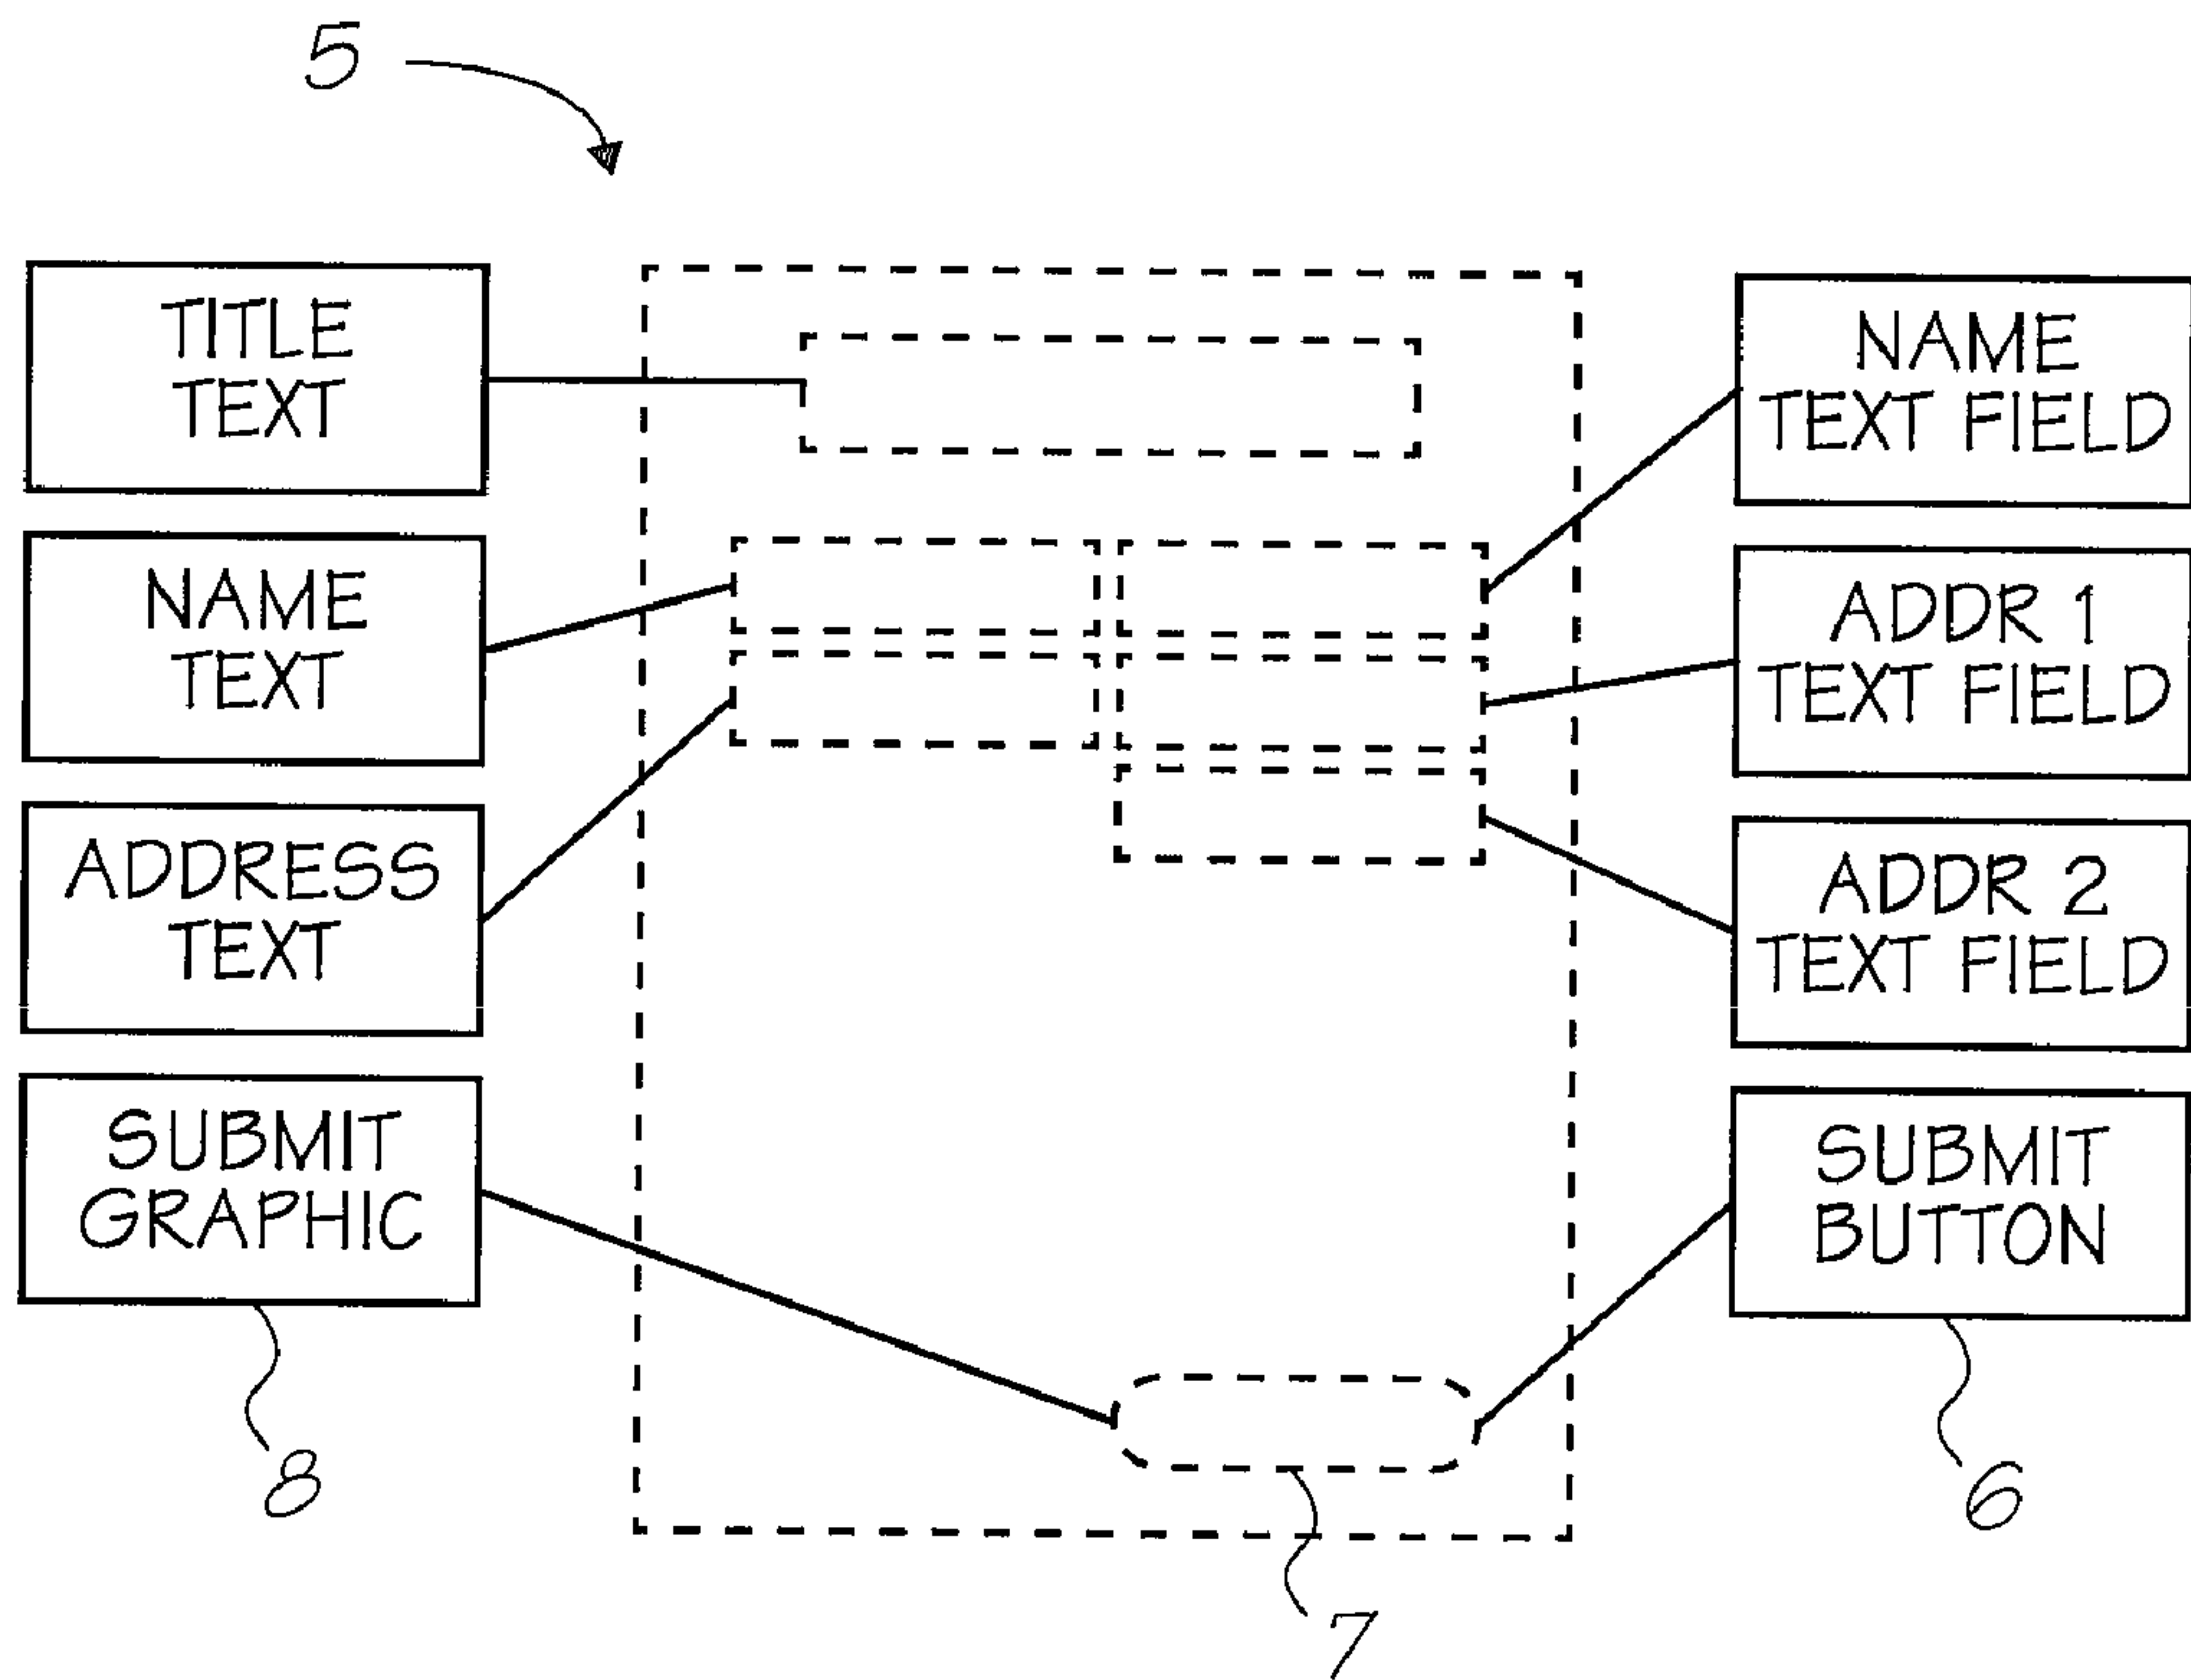 5
TITLE
TEXT
NAME
TEXT
ADDRESS
TEXT
SUBMIT
GRAPHIC
8
NAME
TEXT FIELD
ADDR 1
TEXT FIELD
ADDR 2
TEXT FIELD
SUBMIT
BUTTON
6
7